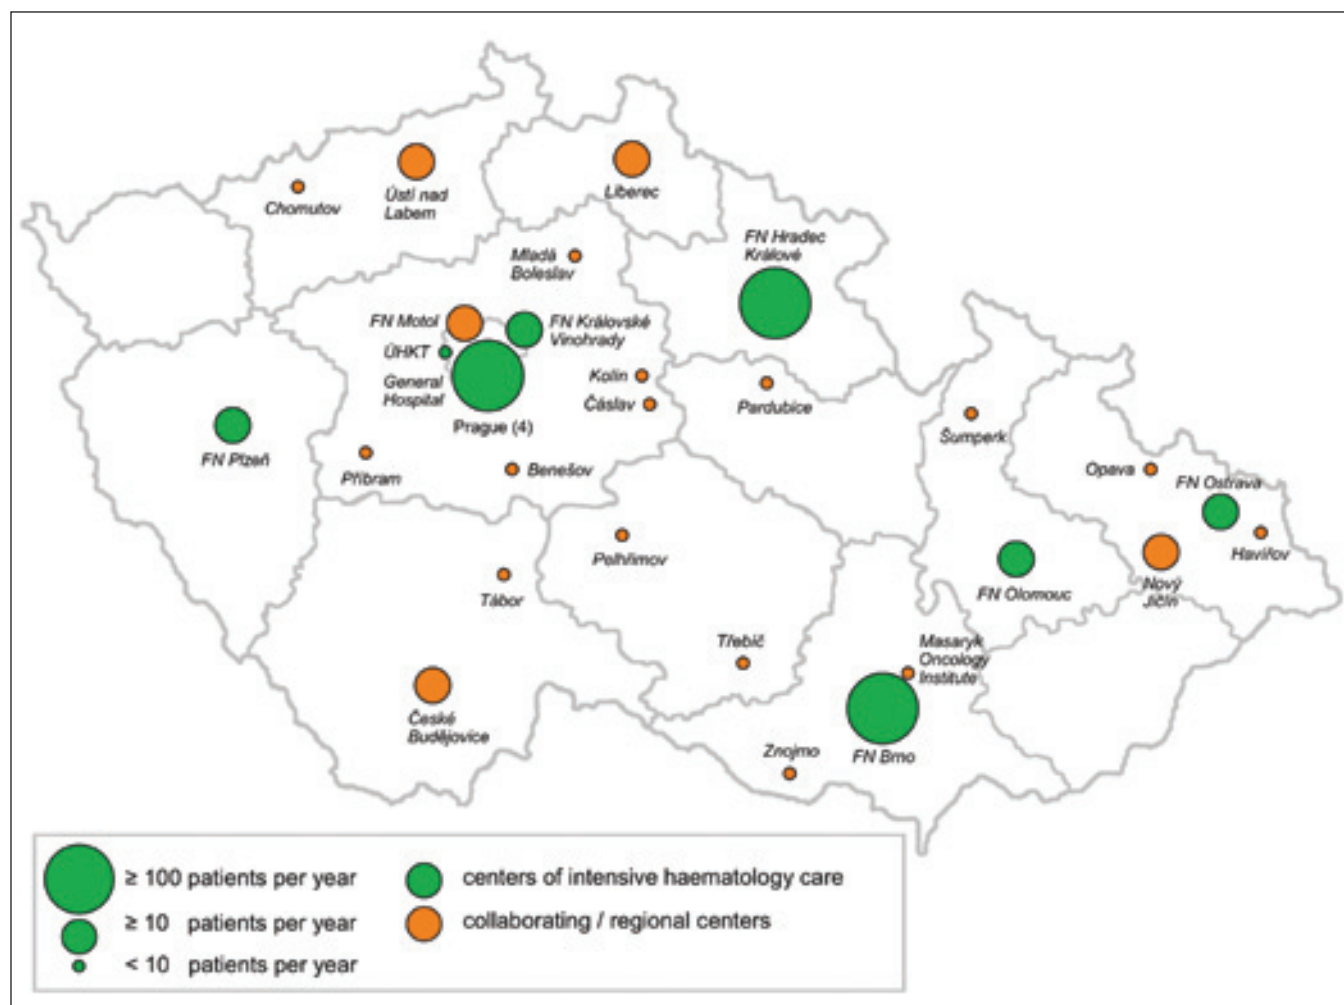 Chomutov
Ústí nad
Labem
Liberec
Mladá
Boleslav
FN Hradec
Králové
FN Motol
FN Královské
Vinohrady
ÚHKT
General
Hospital
Prague (4)
Kolín
Čáslav
Pardubice
Šumperk
FN Plzeň
Příbram
Benešov
Opava
FN Ostrava
Havířov
Pelhřimov
Tábor
FN Olomouc
Nový
Jičín
Třebíč
Masaryk
Oncology
Institute
České
Budějovice
Znojmo
FN Brno
≥ 100 patients per year
≥ 10 patients per year
< 10 patients per year
centers of intensive haematology care
collaborating / regional centers